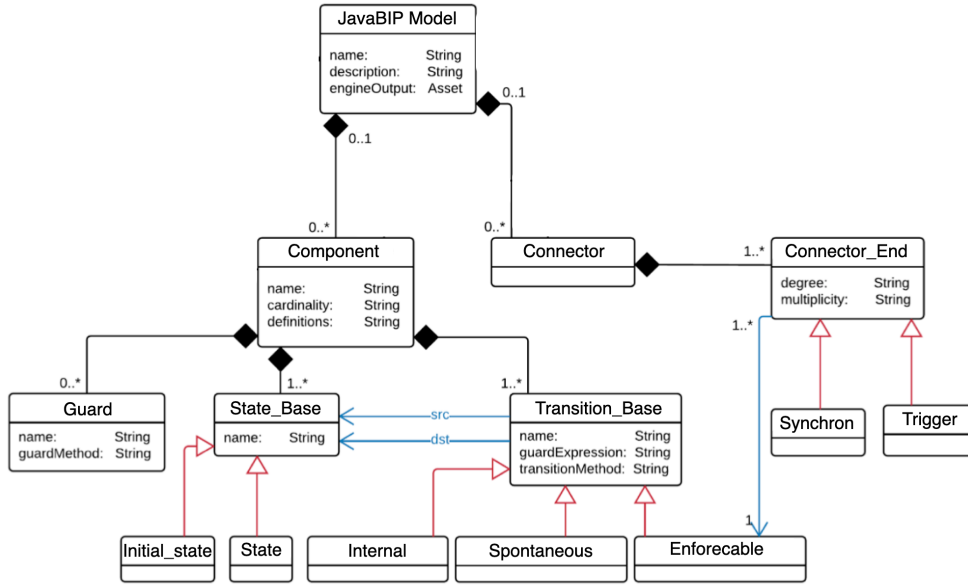 JavaBIP Model
name: String
description: String
engineOutput: Asset
0..1
0..1
0..*
0..*
Component
name: String
cardinality: String
definitions: String
Connector
1..*
Connector_End
degree: String
multiplicity: String
1..*
0..*
1..*
1..*
Guard
name: String
guardMethod: String
State_Base
name: String
src
dst
Transition_Base
name: String
guardExpression: String
transitionMethod: String
Synchron
Trigger
1
Initial_state
State
Internal
Spontaneous
Enforecable